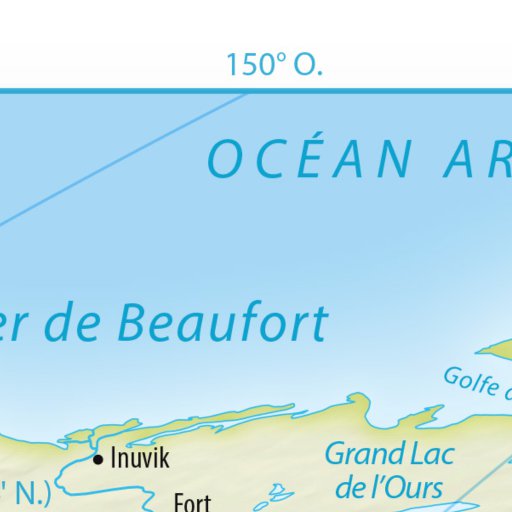 150° O.
OCÉAN AR
er de Beaufort
Golfe
Inuvik
Grand Lac
de l'Ours
' N.)
Fort